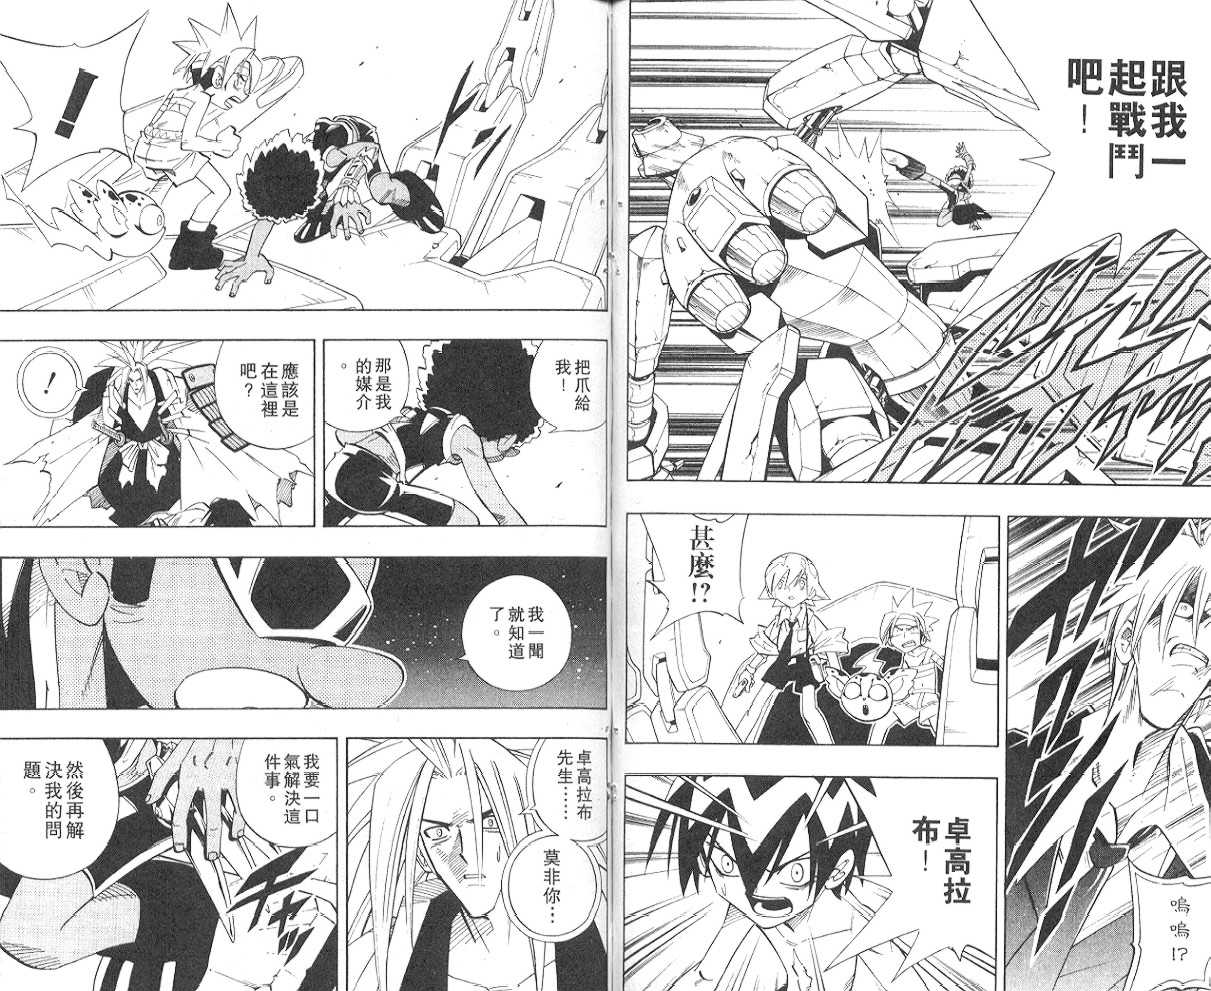 跟我一
起戰鬥
吧！
嗚
嗚
!?
甚麼!?
卓高拉
布！
！
把爪給
我！
那是我
的媒介
。
應該是
在這裡
吧？
！
我一聞
就知道
了。
卓高拉布
先生……
莫非你…
我要一口
氣解決這
件事。
然後再解
決我的問
題。